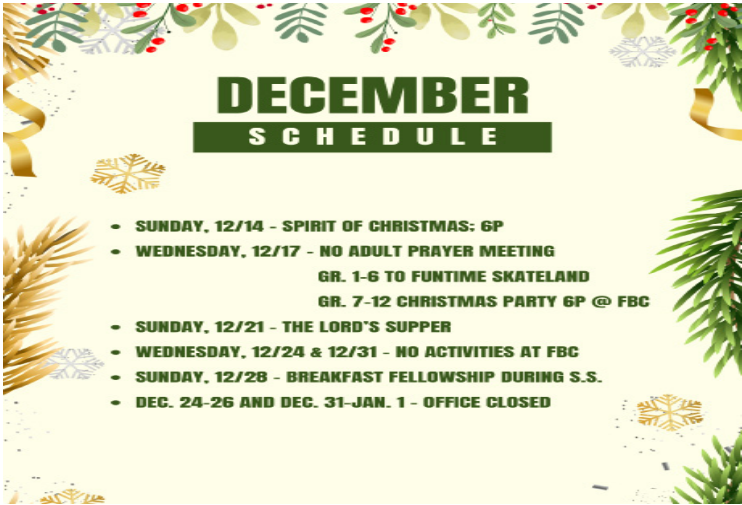 DECEMBER
SCHEDULE
• SUNDAY, 12/14 - SPIRIT OF CHRISTMAS; 6P
• WEDNESDAY, 12/17 - NO ADULT PRAYER MEETING
GR. 1-6 TO FUNTIME SKATELAND
GR. 7-12 CHRISTMAS PARTY 6P @ FBC
• SUNDAY, 12/21 - THE LORD'S SUPPER
• WEDNESDAY, 12/24 & 12/31 - NO ACTIVITIES AT FBC
• SUNDAY, 12/28 - BREAKFAST FELLOWSHIP DURING S.S.
• DEC. 24-26 AND DEC. 31-JAN. 1 - OFFICE CLOSED